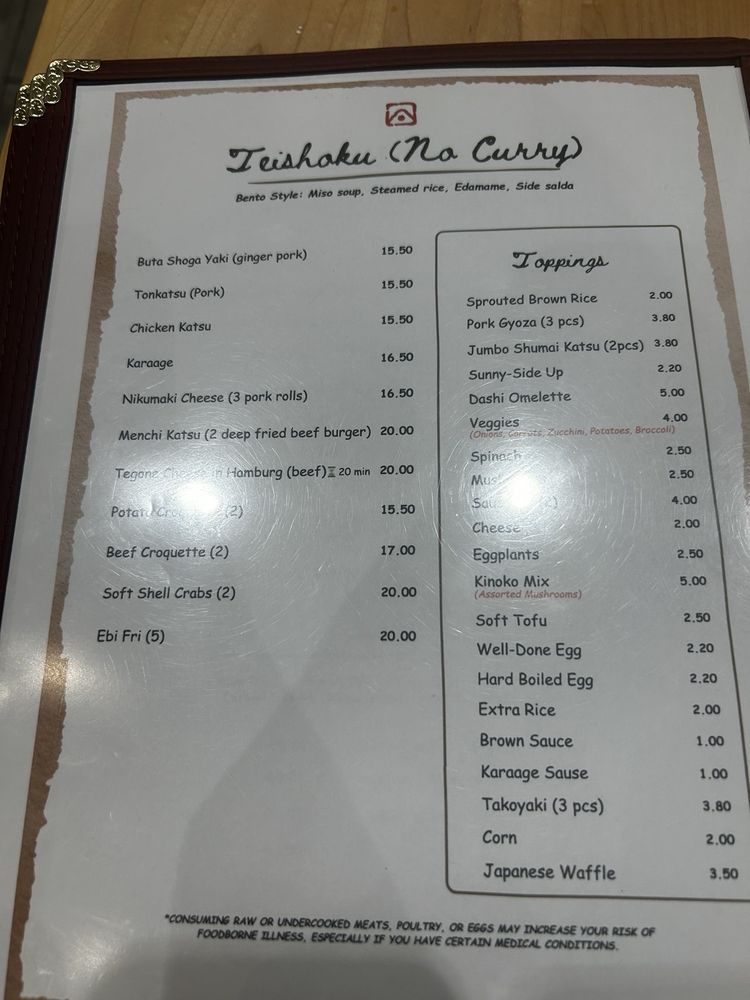 Teishoku (No Curry)
Bento Style: Miso soup, Steamed rice, Edamame, Side salda
Buta Shoga Yaki (ginger pork) 15.50
Tonkatsu (Pork) 15.50
Chicken Katsu 15.50
Karaage 16.50
Nikumaki Cheese (3 pork rolls) 16.50
Menchi Katsu (2 deep fried beef burger) 20.00
Tegone Cheese in Hamburg (beef)⌛ 20 min 20.00
Potato Croquette (2) 15.50
Beef Croquette (2) 17.00
Soft Shell Crabs (2) 20.00
Ebi Fri (5) 20.00
Toppings
Sprouted Brown Rice 2.00
Pork Gyoza (3 pcs) 3.80
Jumbo Shumai Katsu (2pcs) 3.80
Sunny-Side Up 2.20
Dashi Omelette 5.00
Veggies 4.00
(Onions, Carrots, Zucchini, Potatoes, Broccoli)
Spinach 2.50
2.50
4.00
Cheese 2.00
Eggplants 2.50
Kinoko Mix 5.00
(Assorted Mushrooms)
Soft Tofu 2.50
Well-Done Egg 2.20
Hard Boiled Egg 2.20
Extra Rice 2.00
Brown Sauce 1.00
Karaage Sause 1.00
Takoyaki (3 pcs) 3.80
Corn 2.00
Japanese Waffle 3.50
*CONSUMING RAW OR UNDERCOOKED MEATS, POULTRY, OR EGGS MAY INCREASE YOUR RISK OF
FOODBORNE ILLNESS, ESPECIALLY IF YOU HAVE CERTAIN MEDICAL CONDITIONS.